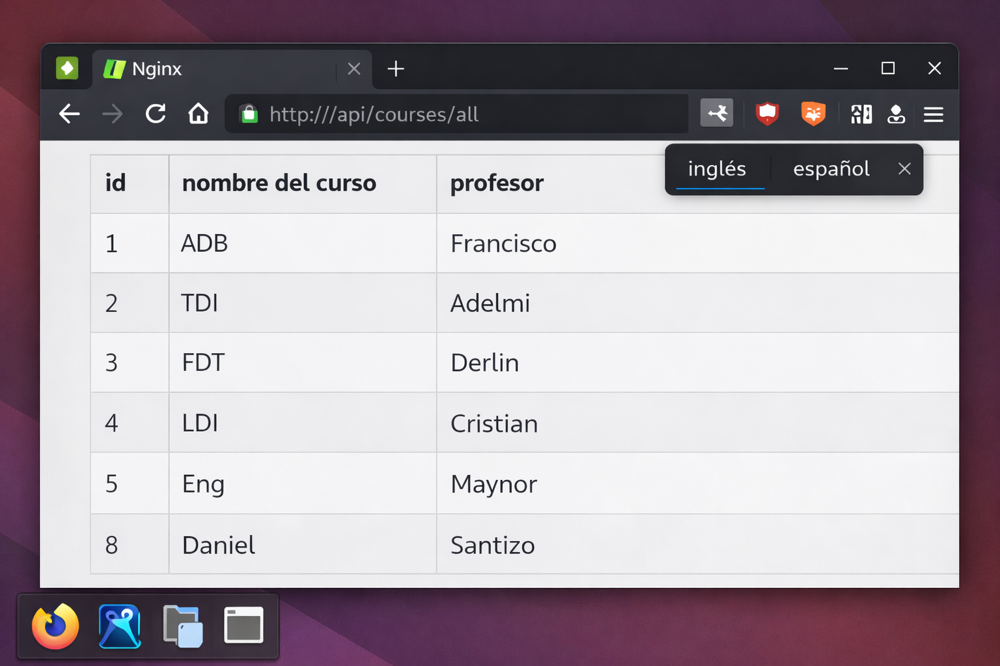 Nginx
http:///api/courses/all
inglés español
id nombre del curso profesor
1 ADB Francisco
2 TDI Adelmi
3 FDT Derlin
4 LDI Cristian
5 Eng Maynor
8 Daniel Santizo